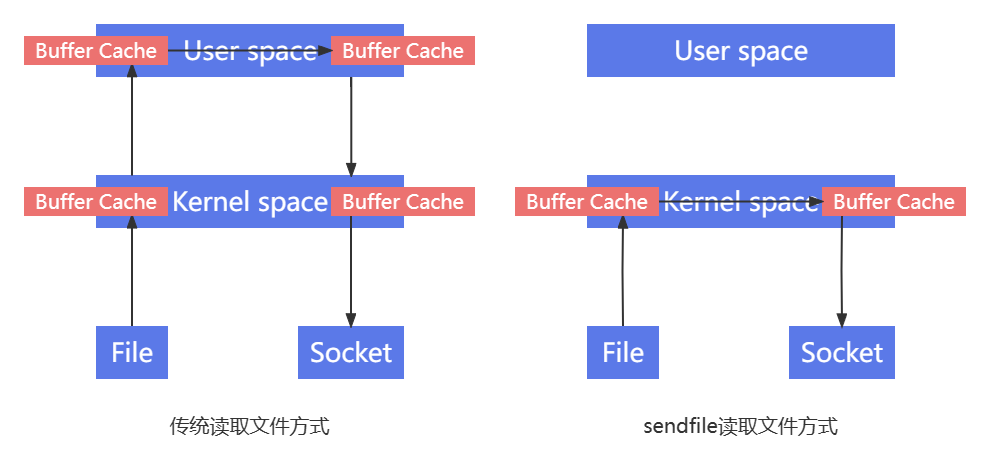 Buffer Cache
User space
Buffer Cache
Buffer Cache
Kernel space
Buffer Cache
File
Socket
传统读取文件方式
User space
Buffer Cache
Kernel space
Buffer Cache
File
Socket
sendfile读取文件方式